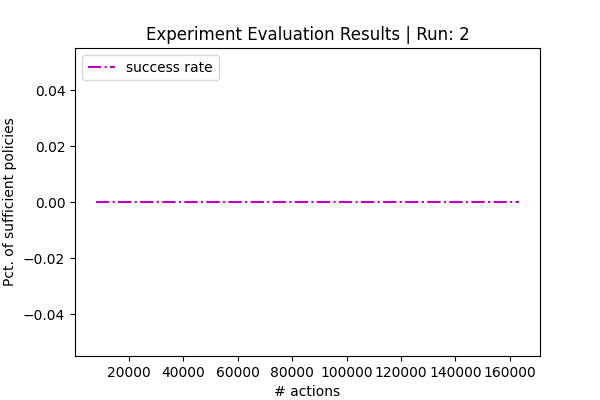 Experiment Evaluation Results | Run: 2
success rate
Pct. of sufficient policies
0.04
0.02
0.00
−0.02
−0.04
20000 40000 60000 80000 100000 120000 140000 160000
# actions